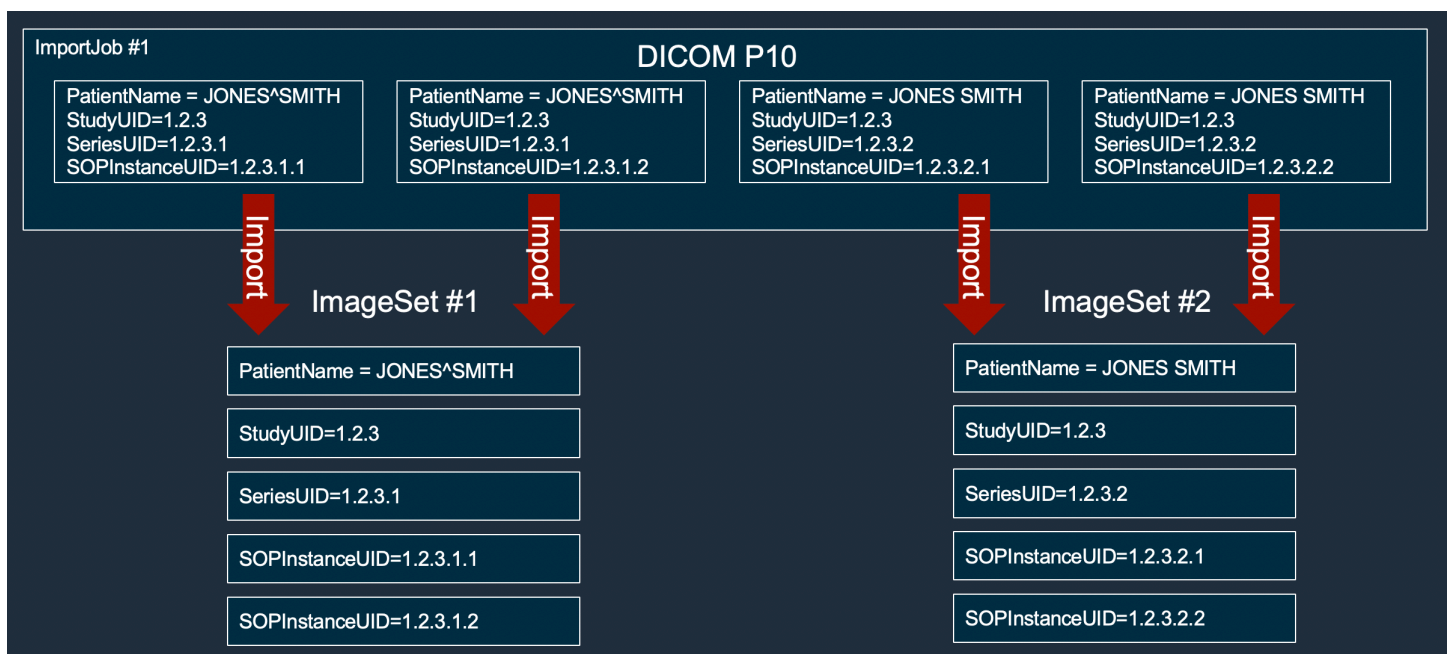 ImportJob #1
DICOM P10
PatientName = JONES^SMITH
StudyUID=1.2.3
SeriesUID=1.2.3.1
SOPInstanceUID=1.2.3.1.1
PatientName = JONES^SMITH
StudyUID=1.2.3
SeriesUID=1.2.3.1
SOPInstanceUID=1.2.3.1.2
PatientName = JONES SMITH
StudyUID=1.2.3
SeriesUID=1.2.3.2
SOPInstanceUID=1.2.3.2.1
PatientName = JONES SMITH
StudyUID=1.2.3
SeriesUID=1.2.3.2
SOPInstanceUID=1.2.3.2.2
Import
Import
Import
Import
ImageSet #1
PatientName = JONES^SMITH
StudyUID=1.2.3
SeriesUID=1.2.3.1
SOPInstanceUID=1.2.3.1.1
SOPInstanceUID=1.2.3.1.2
ImageSet #2
PatientName = JONES SMITH
StudyUID=1.2.3
SeriesUID=1.2.3.2
SOPInstanceUID=1.2.3.2.1
SOPInstanceUID=1.2.3.2.2